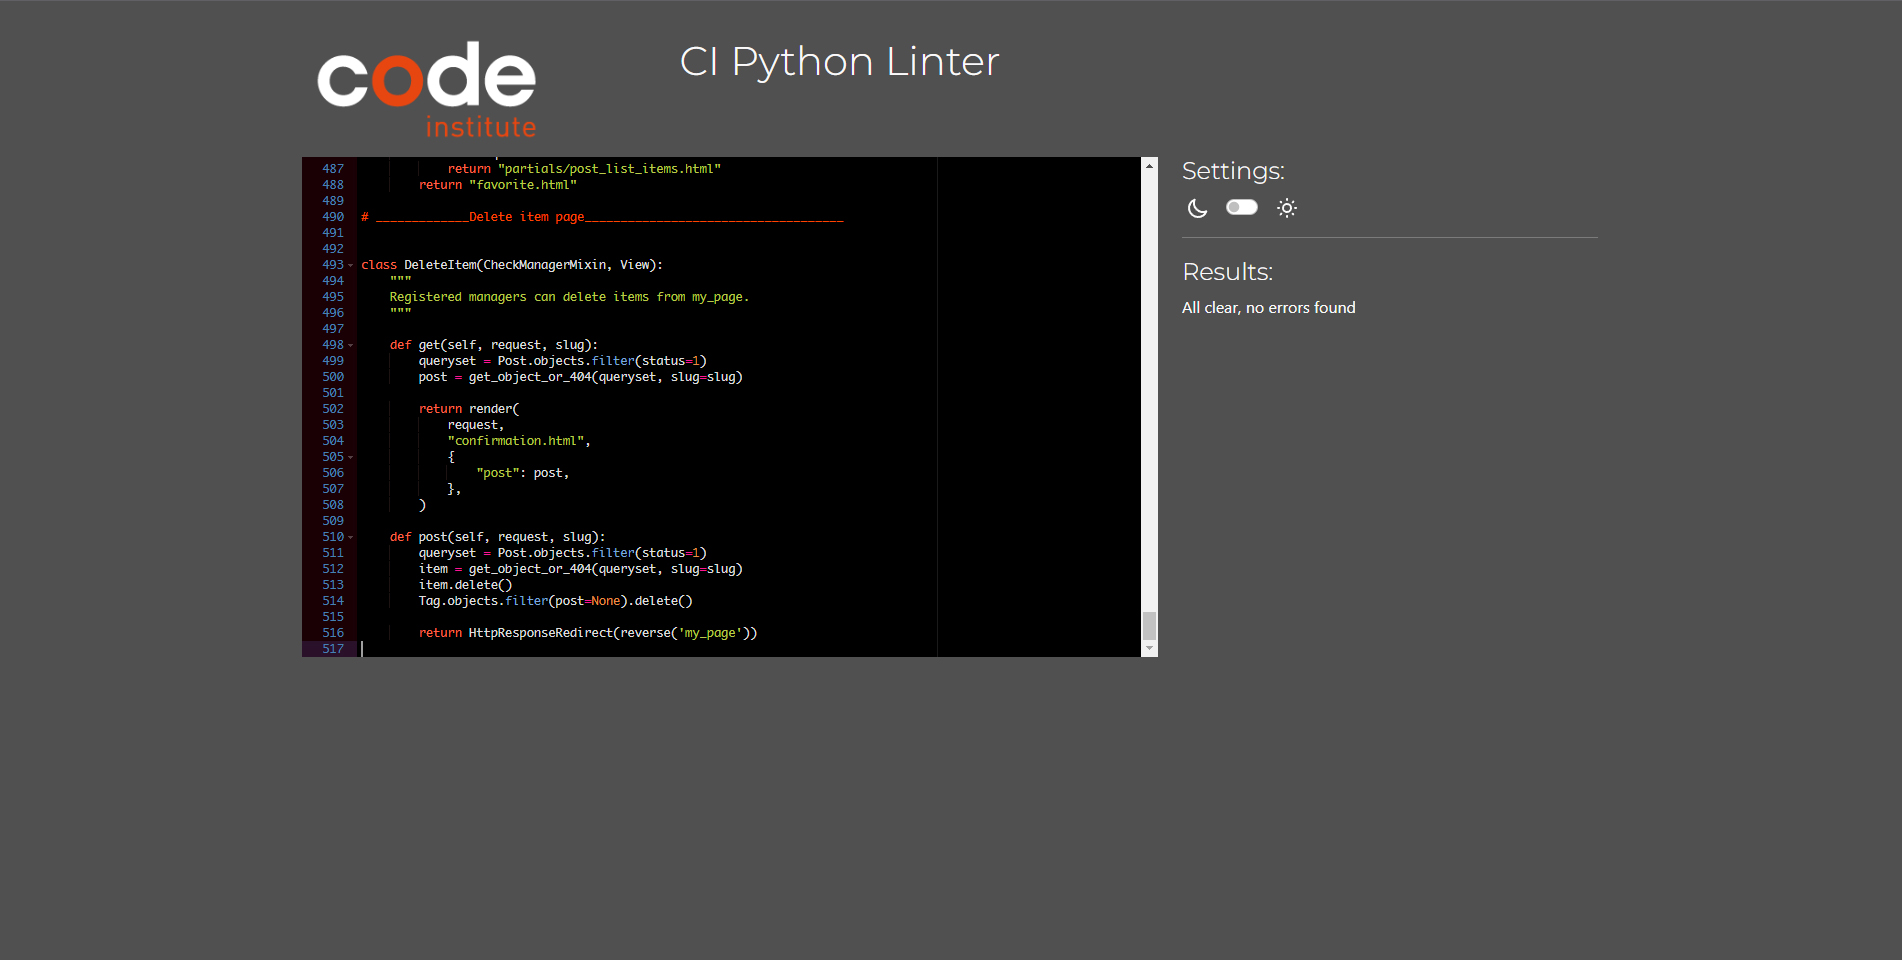 code
institute
CI Python Linter
487 return "partials/post_list_items.html"
488 return "favorite.html"
489
490 # _____________Delete item page____________________________________
491
492
493 class DeleteItem(CheckManagerMixin, View):
494 """
495 Registered managers can delete items from my_page.
496 """
497
498 def get(self, request, slug):
499 queryset = Post.objects.filter(status=1)
500 post = get_object_or_404(queryset, slug=slug)
501
502 return render(
503 request,
504 "confirmation.html",
505 {
506 "post": post,
507 },
508 )
509
510 def post(self, request, slug):
511 queryset = Post.objects.filter(status=1)
512 item = get_object_or_404(queryset, slug=slug)
513 item.delete()
514 Tag.objects.filter(post=None).delete()
515
516 return HttpResponseRedirect(reverse('my_page'))
517
Settings:
Results:
All clear, no errors found